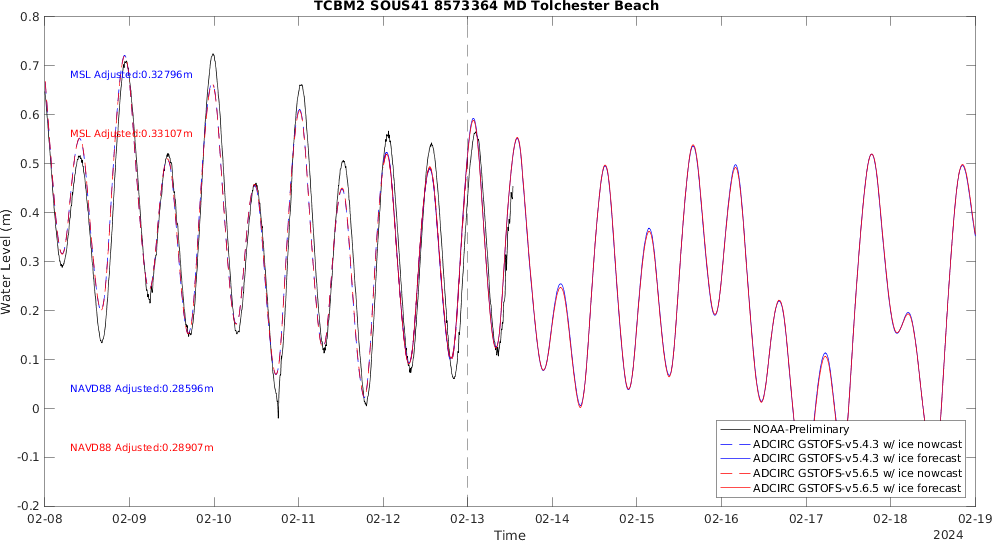 TCBM2 SOUS41 8573364 MD Tolchester Beach
0.8
0.7
0.6
0.5
0.4
0.3
0.2
0.1
0
-0.1
-0.2
Water Level (m)
MSL Adjusted:0.32796m
MSL Adjusted:0.33107m
NAVD88 Adjusted:0.28596m
NAVD88 Adjusted:0.28907m
NOAA-Preliminary
ADCIRC GSTOFS-v5.4.3 w/ ice nowcast
ADCIRC GSTOFS-v5.4.3 w/ ice forecast
ADCIRC GSTOFS-v5.6.5 w/ ice nowcast
ADCIRC GSTOFS-v5.6.5 w/ ice forecast
02-08 02-09 02-10 02-11 02-12 02-13 02-14 02-15 02-16 02-17 02-18 02-19
Time
2024